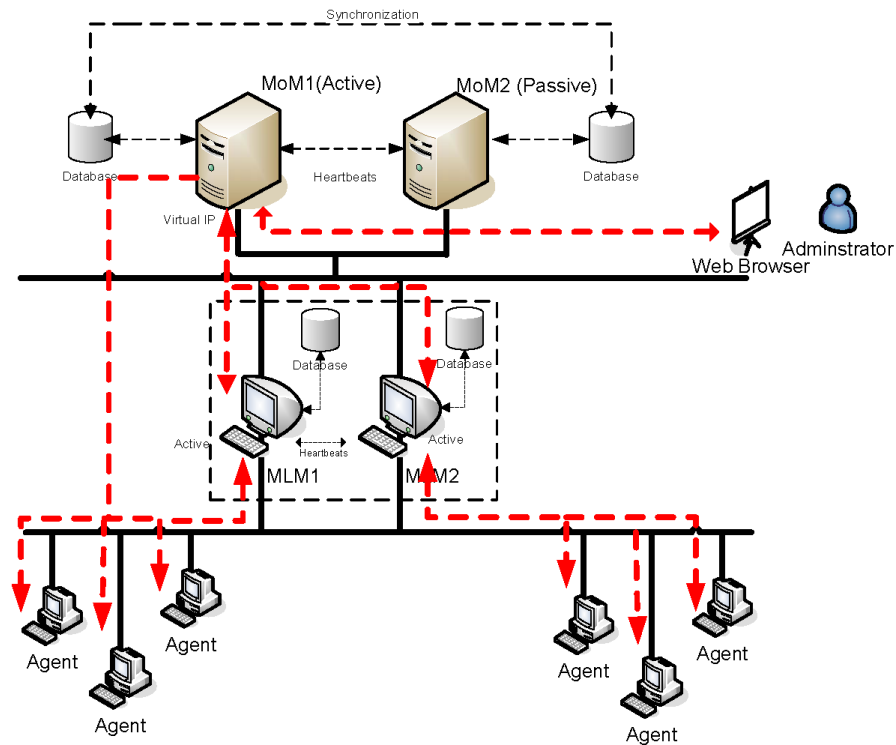 Synchronization
MoM1(Active)
MoM2 (Passive)
Database
Heartbeats
Database
Virtual IP
Web Browser
Adminstrator
Database
Database
Active
Heartbeats
Active
MLM1
MLM2
Agent
Agent
Agent
Agent
Agent
Agent